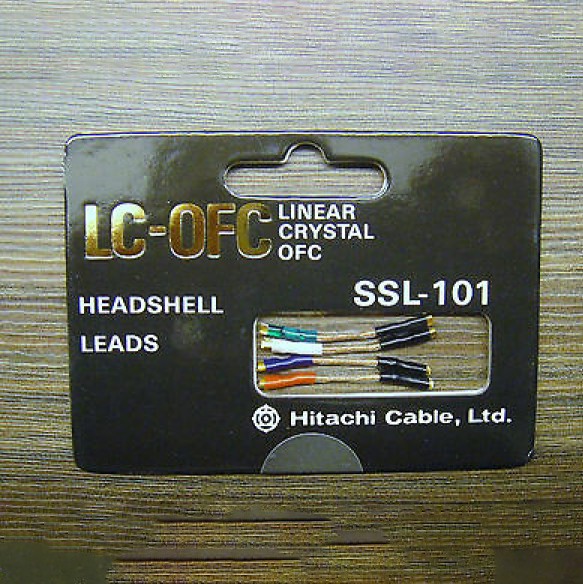 LC-OFC LINEAR
CRYSTAL
OFC
SSL-101
HEADSHELL
LEADS
Hitachi Cable, Ltd.